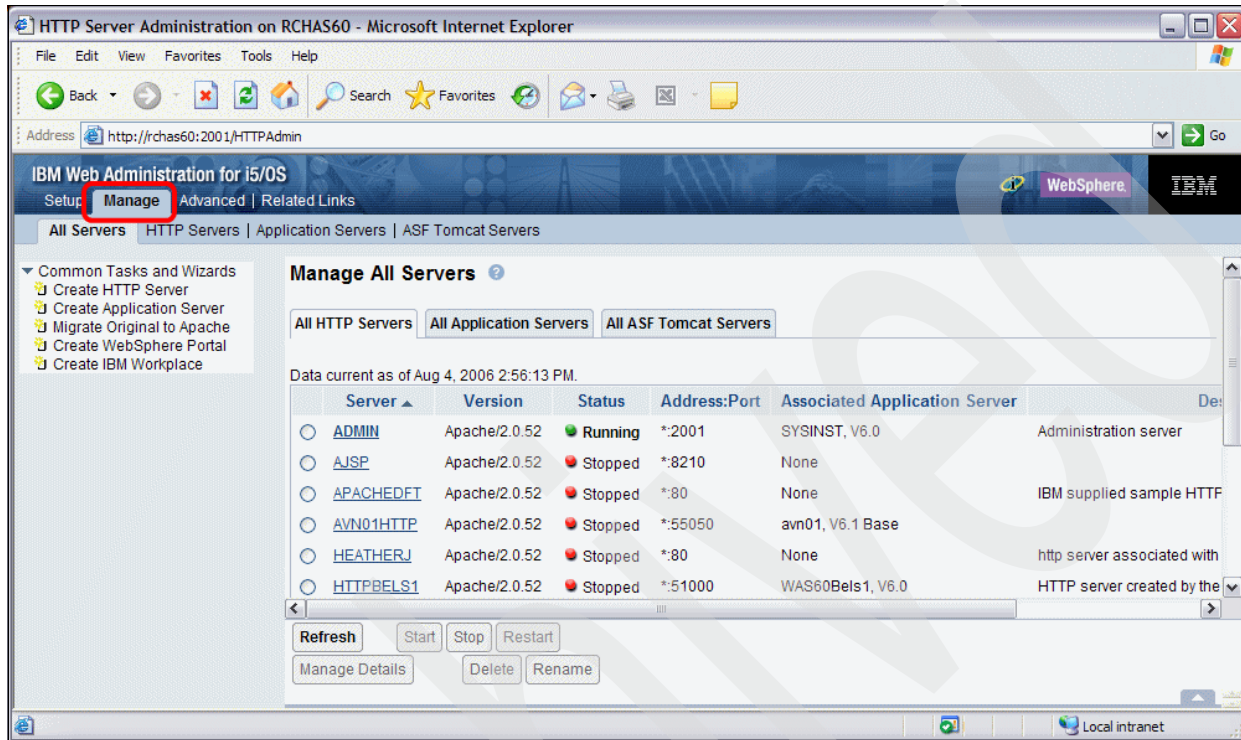 HTTP Server Administration on RCHAS60 - Microsoft Internet Explorer
File Edit View Favorites Tools Help
Back Search Favorites
Address http://rchas60:2001/HTTPAdmin Go
IBM Web Administration for i5/OS
WebSphere. IBM
Setup Manage Advanced | Related Links
All Servers HTTP Servers | Application Servers | ASF Tomcat Servers
Common Tasks and Wizards
Create HTTP Server
Create Application Server
Migrate Original to Apache
Create WebSphere Portal
Create IBM Workplace
Manage All Servers ?
All HTTP Servers All Application Servers All ASF Tomcat Servers
Data current as of Aug 4, 2006 2:56:13 PM.
Server Version Status Address:Port Associated Application Server
ADMIN Apache/2.0.52 Running *:2001 SYSINST, V6.0 Administration server
AJSP Apache/2.0.52 Stopped *:8210 None
APACHEDFT Apache/2.0.52 Stopped *:80 None IBM supplied sample HTTP
AVN01HTTP Apache/2.0.52 Stopped *:55050 avn01, V6.1 Base
HEATHERJ Apache/2.0.52 Stopped *:80 None http server associated with
HTTPBELS1 Apache/2.0.52 Stopped *:51000 WAS60Bels1, V6.0 HTTP server created by the
Refresh Start Stop Restart
Manage Details Delete Rename
Local intranet